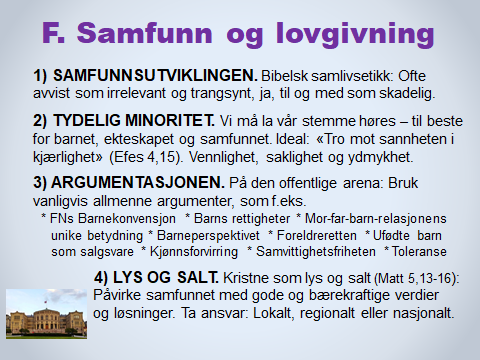 F. Samfunn og lovgivning
1) SAMFUNNSUTVIKLINGEN. Bibelsk samlivsetikk: Ofte
avvist som irrelevant og trangsynt, ja, til og med som skadelig.
2) TYDELIG MINORITET. Vi må la vår stemme høres – til beste
for barnet, ekteskapet og samfunnet. Ideal: «Tro mot sannheten i
kjærlighet» (Efes 4,15). Vennlighet, saklighet og ydmykhet.
3) ARGUMENTASJONEN. På den offentlige arena: Bruk
vanligvis allmenne argumenter, som f.eks.
* FNs Barnekonvensjon * Barns rettigheter * Mor-far-barn-relasjonens
unike betydning * Barneperspektivet * Foreldreretten * Ufødte barn
som salgsvare * Kjønnsforvirring * Samvittighetsfriheten * Toleranse
4) LYS OG SALT. Kristne som lys og salt (Matt 5,13-16):
Påvirke samfunnet med gode og bærekraftige verdier
og løsninger. Ta ansvar: Lokalt, regionalt eller nasjonalt.